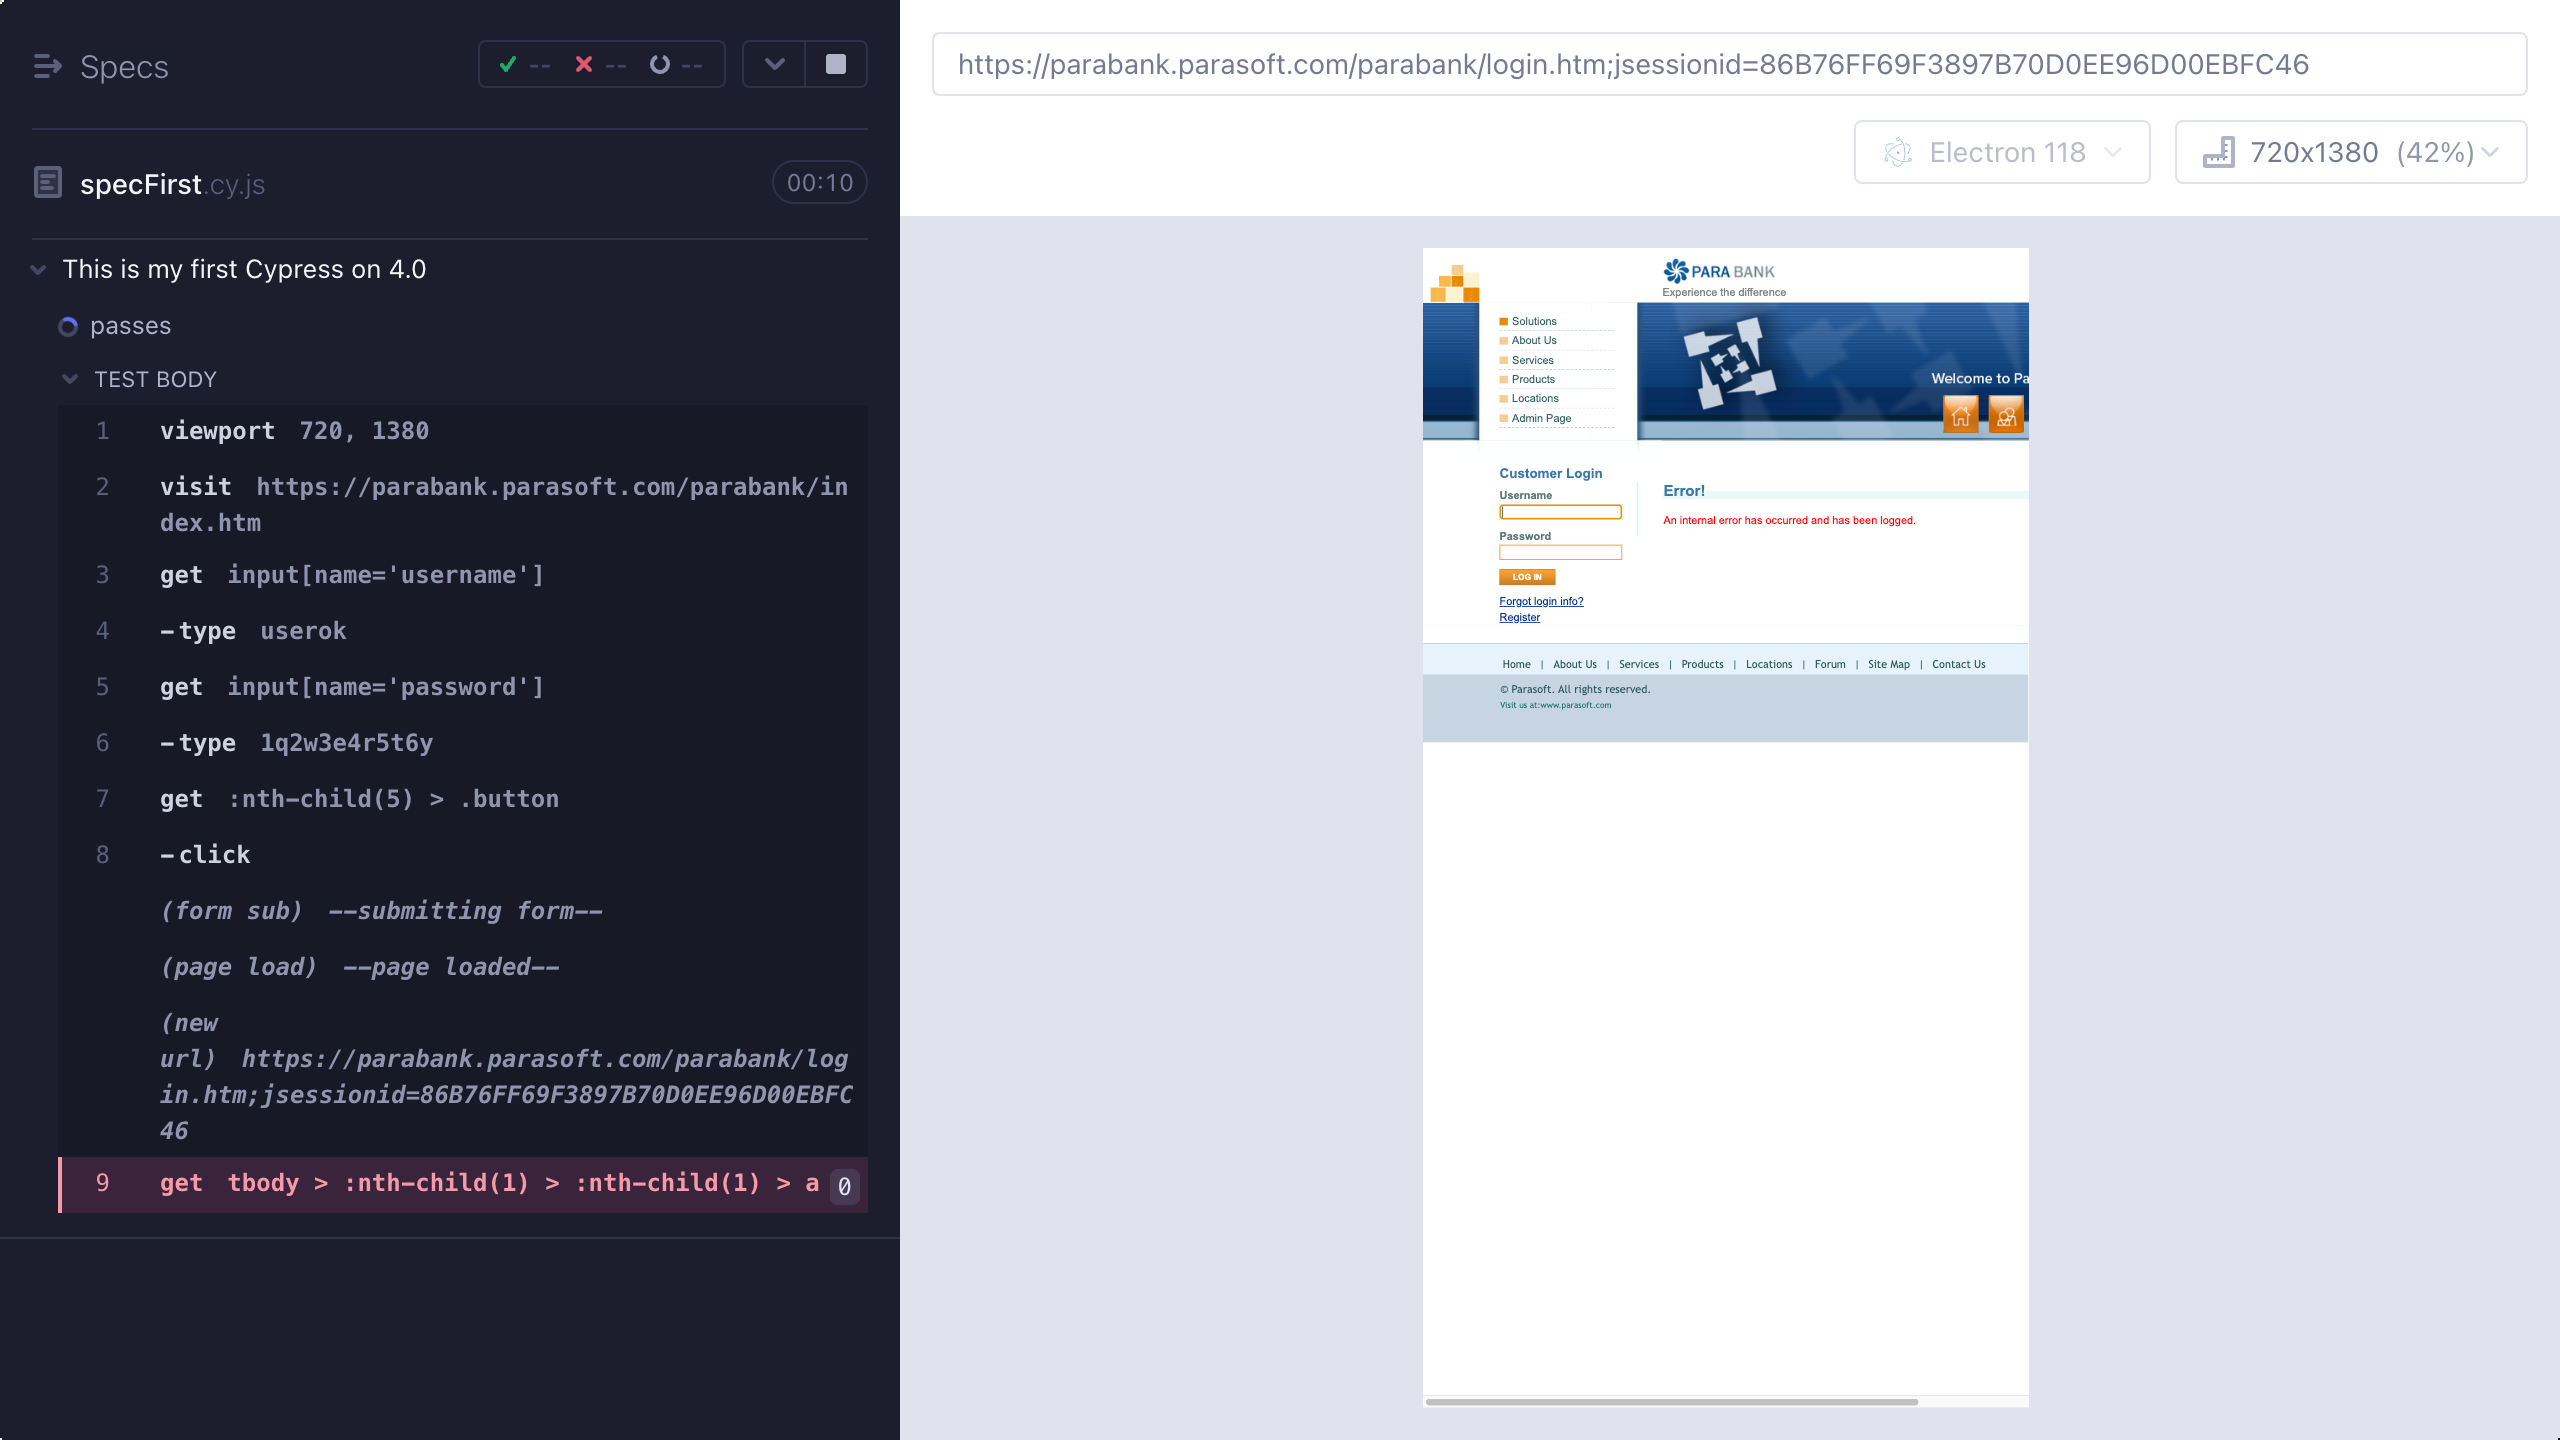 Specs
-- -- --
specFirst.cy.js
00:10
This is my first Cypress on 4.0
passes
TEST BODY
1 viewport 720, 1380
2 visit https://parabank.parasoft.com/parabank/in
dex.htm
3 get input[name='username']
4 -type userok
5 get input[name='password']
6 -type 1q2w3e4r5t6y
7 get :nth-child(5) > .button
8 -click
(form sub) --submitting form--
(page load) --page loaded--
(new
url) https://parabank.parasoft.com/parabank/log
in.htm;jsessionid=86B76FF69F3897B70D0EE96D00EBFC
46
9 get tbody > :nth-child(1) > :nth-child(1) > a 0
https://parabank.parasoft.com/parabank/login.htm;jsessionid=86B76FF69F3897B70D0EE96D00EBFC46
Electron 118
720x1380 (42%)
PARA BANK
Experience the difference
Solutions
About Us
Services
Products
Locations
Admin Page
Welcome to Pa
Customer Login
Username
Password
LOG IN
Forgot login info?
Register
Error!
An internal error has occurred and has been logged.
Home | About Us | Services | Products | Locations | Forum | Site Map | Contact Us
© Parasoft. All rights reserved.
Visit us at:www.parasoft.com